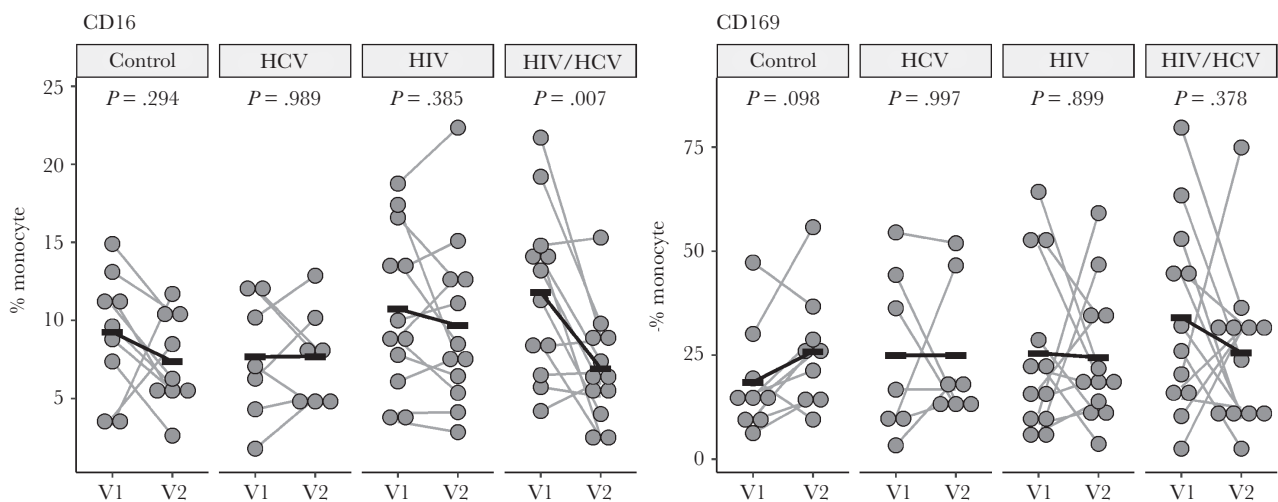 CD16
Control HCV HIV HIV/HCV
P = .294 P = .989 P = .385 P = .007
25
20
15
10
5
% monocyte
V1 V2 V1 V2 V1 V2 V1 V2
CD169
Control HCV HIV HIV/HCV
P = .098 P = .997 P = .899 P = .378
75
50
25
0
-% monocyte
V1 V2 V1 V2 V1 V2 V1 V2